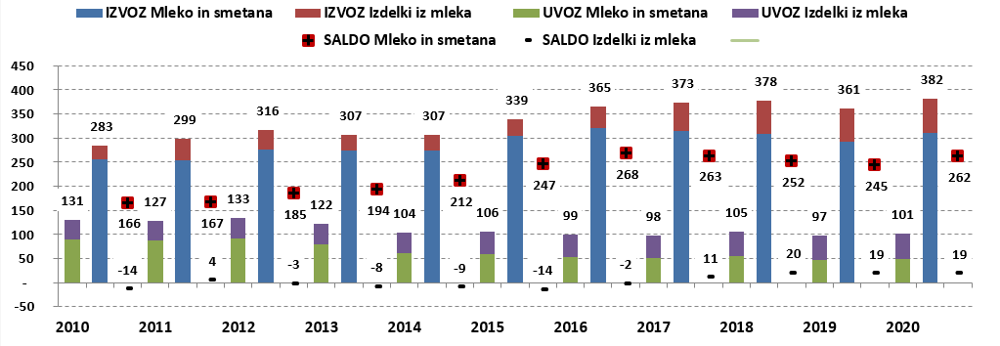 IZVOZ Mleko in smetana IZVOZ Izdelki iz mleka UVOZ Mleko in smetana UVOZ Izdelki iz mleka
SALDO Mleko in smetana SALDO Izdelki iz mleka
450
400
350
300
250
200
150
100
50
-
-50
283 299 316 307 307 339 365 373 378 361 382
131 127 133 122 104 106 99 98 105 97 101
166 167 185 194 212 247 268 263 252 245 262
-14 4 -3 -8 -9 -14 -2 11 20 19 19
2010 2011 2012 2013 2014 2015 2016 2017 2018 2019 2020